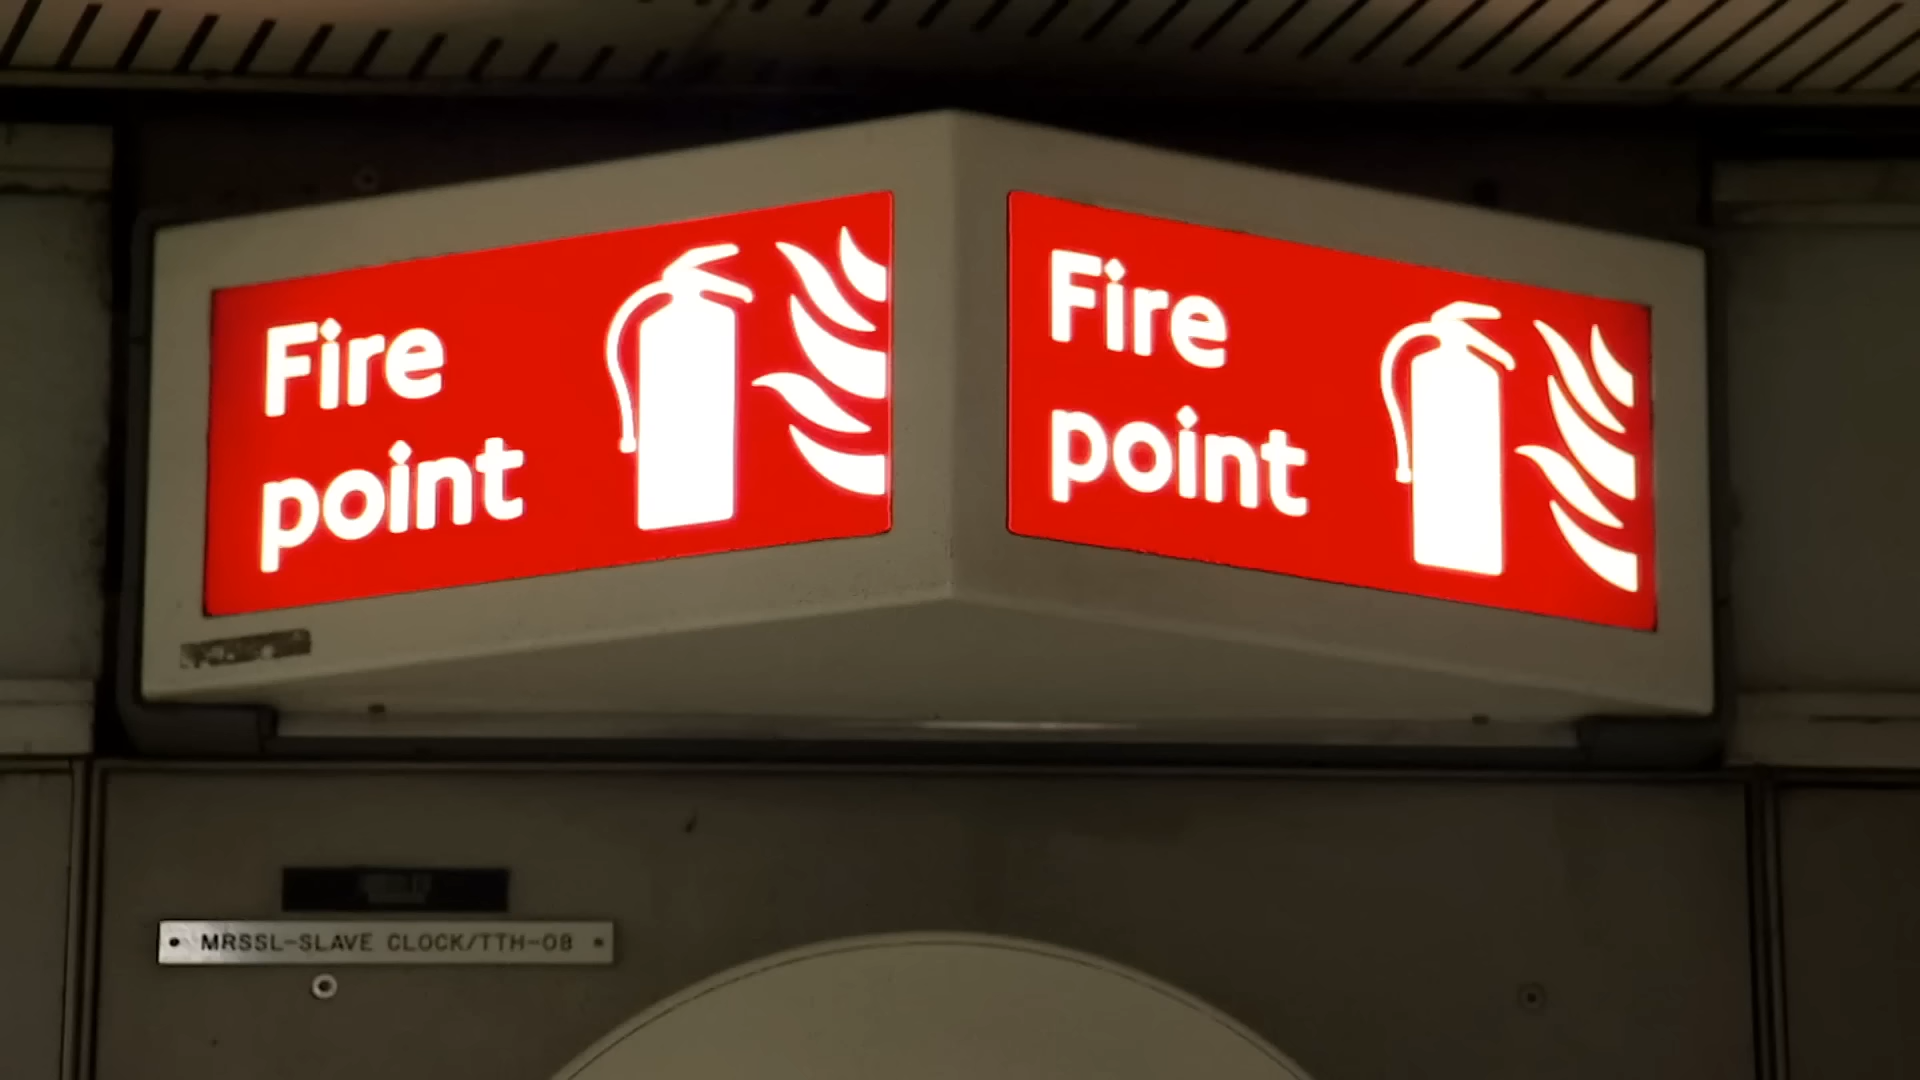 Fire
point
Fire
point
MRSSL-SLAVE CLOCK/TTH-08